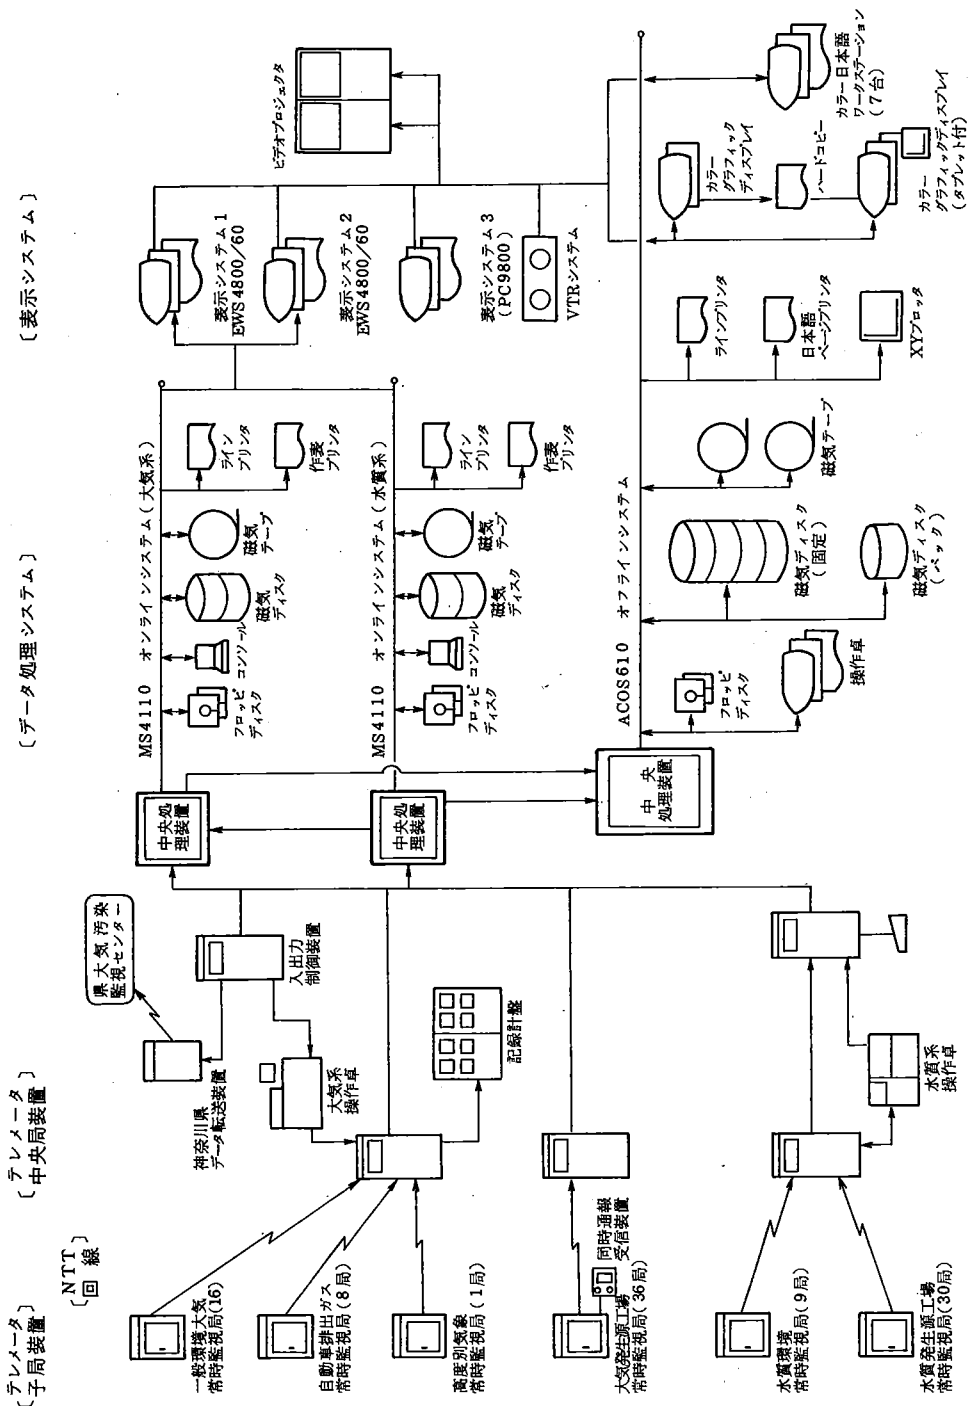 〔テレメータ
子局装置〕
〔NTT
回線〕
〔テレメータ
中央局装置〕
〔データ処理システム〕
〔表示システム〕
一般環境大気
常時監視局(16)
自動車排出ガス
常時監視局(8局)
高度別気象
常時監視局(1局)
大気発生源工場
常時監視局(36局)
同時通報
受信装置
水質環境
常時監視局(9局)
水質発生源工場
常時監視局(30局)
県大気汚染
監視センター
神奈川県
データ転送装置
入出力
制御装置
大気系
操作卓
記録計盤
水質系
操作卓
中央処
理装置
中央処
理装置
中央
処理装置
MS4110 オンラインシステム(大気系)
フロッピ
ディスク
コンソール
磁気
ディスク
磁気
テープ
ライン
プリンタ
作表
プリンタ
MS4110 オンラインシステム(水質系)
フロッピ
ディスク
コンソール
磁気
ディスク
磁気
テープ
ライン
プリンタ
作表
プリンタ
ACOS610 オフラインシステム
フロッピ
ディスク
操作卓
磁気ディスク
(固定)
磁気ディスク
(パック)
磁気テープ
ラインプリンタ
日本語
ページプリンタ
XYプロッタ
表示システム1
EWS4800/60
表示システム2
EWS4800/60
表示システム3
(PC9800)
VTRシステム
ビデオプロジェクタ
カラー
グラフィック
ディスプレイ
ハードコピー
カラー
グラフィックディスプレイ
(タブレット付)
カラー日本語
ワークステーション
(7台)